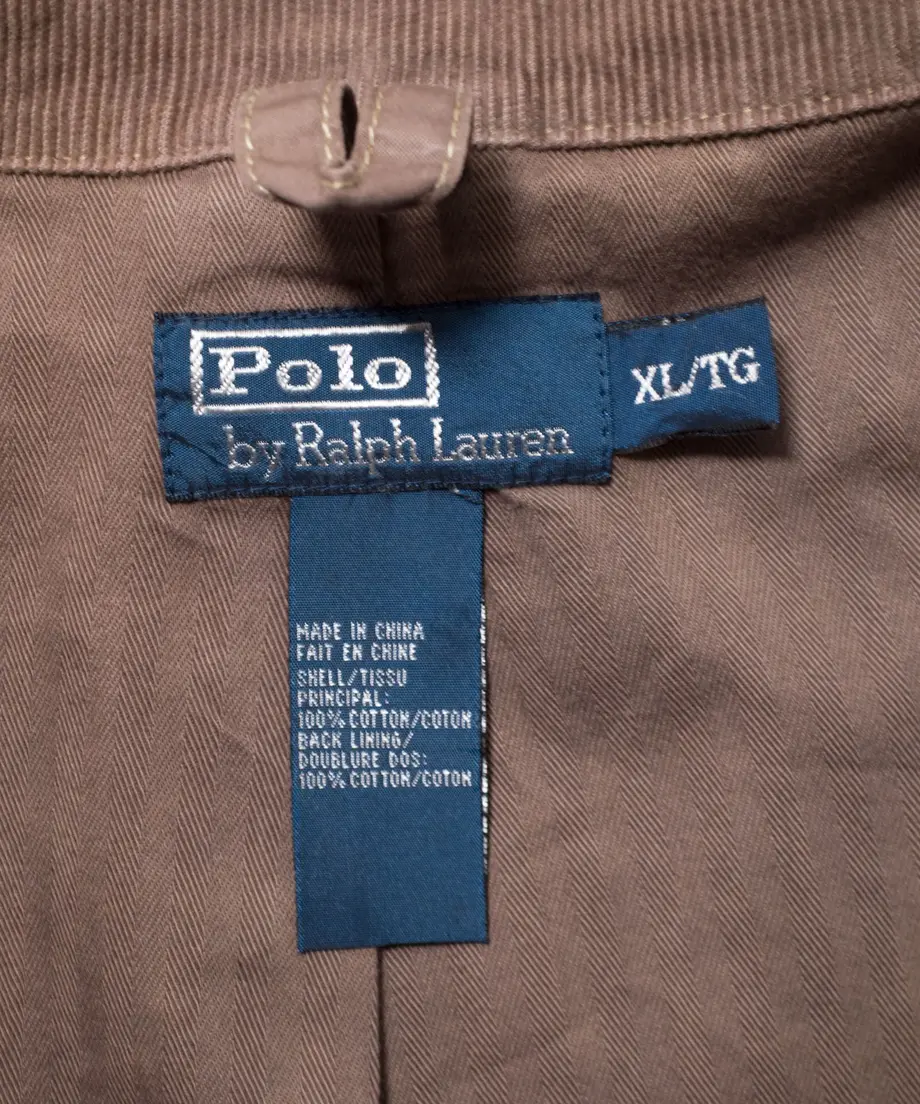 Polo
by Ralph Lauren
XL/TG
MADE IN CHINA
FAIT EN CHINE
SHELL/TISSU
PRINCIPAL:
100% COTTON/COTON
BACK LINING/
DOUBLURE DOS:
100% COTTON/COTON